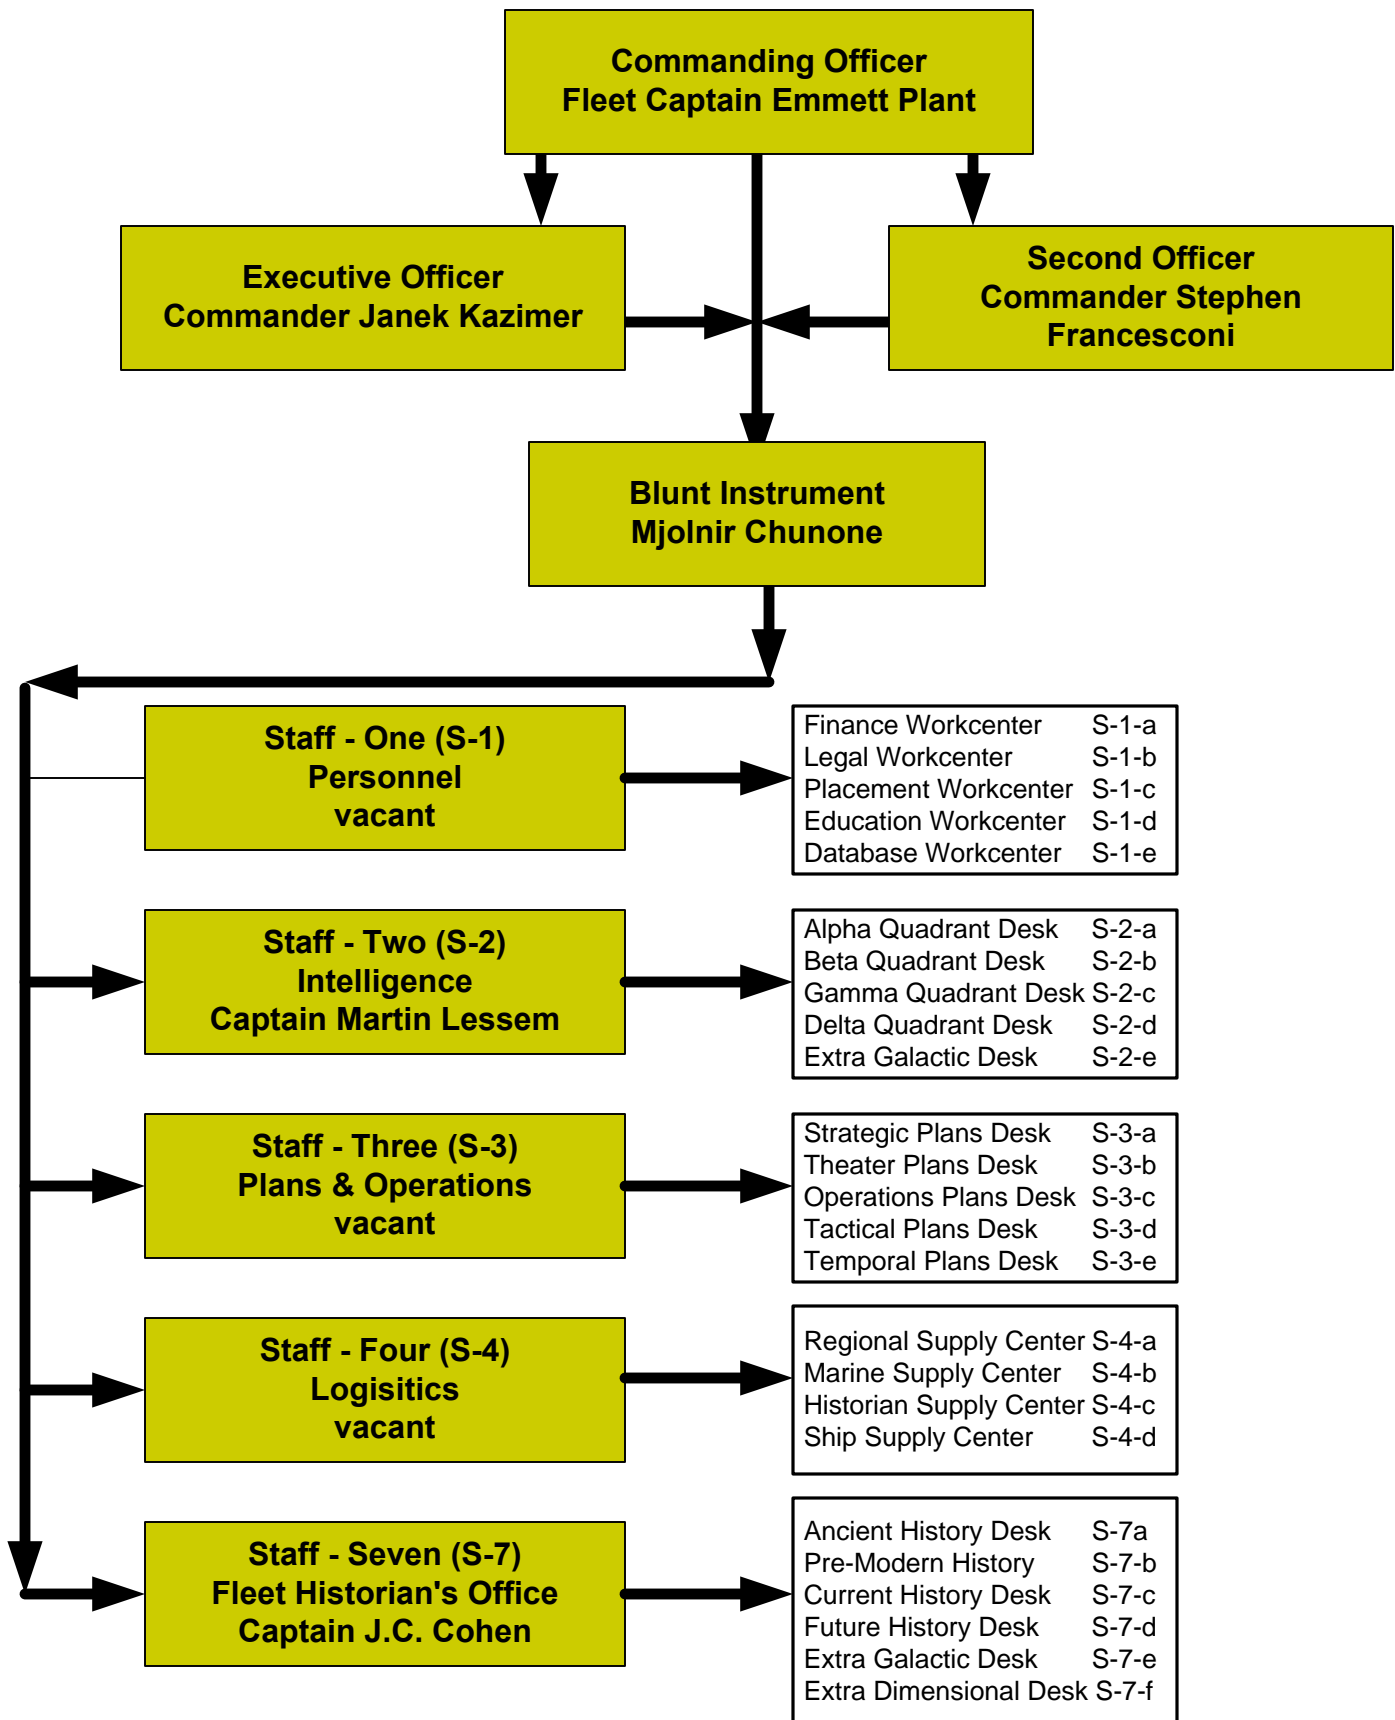 Commanding Officer
Fleet Captain Emmett Plant
Executive Officer
Commander Janek Kazimer
Second Officer
Commander Stephen
Francesconi
Blunt Instrument
Mjolnir Chunone
Staff - One (S-1)
Personnel
vacant
Finance Workcenter S-1-a
Legal Workcenter S-1-b
Placement Workcenter S-1-c
Education Workcenter S-1-d
Database Workcenter S-1-e
Staff - Two (S-2)
Intelligence
Captain Martin Lessem
Alpha Quadrant Desk S-2-a
Beta Quadrant Desk S-2-b
Gamma Quadrant Desk S-2-c
Delta Quadrant Desk S-2-d
Extra Galactic Desk S-2-e
Staff - Three (S-3)
Plans & Operations
vacant
Strategic Plans Desk S-3-a
Theater Plans Desk S-3-b
Operations Plans Desk S-3-c
Tactical Plans Desk S-3-d
Temporal Plans Desk S-3-e
Staff - Four (S-4)
Logisitics
vacant
Regional Supply Center S-4-a
Marine Supply Center S-4-b
Historian Supply Center S-4-c
Ship Supply Center S-4-d
Staff - Seven (S-7)
Fleet Historian's Office
Captain J.C. Cohen
Ancient History Desk S-7a
Pre-Modern History S-7-b
Current History Desk S-7-c
Future History Desk S-7-d
Extra Galactic Desk S-7-e
Extra Dimensional Desk S-7-f